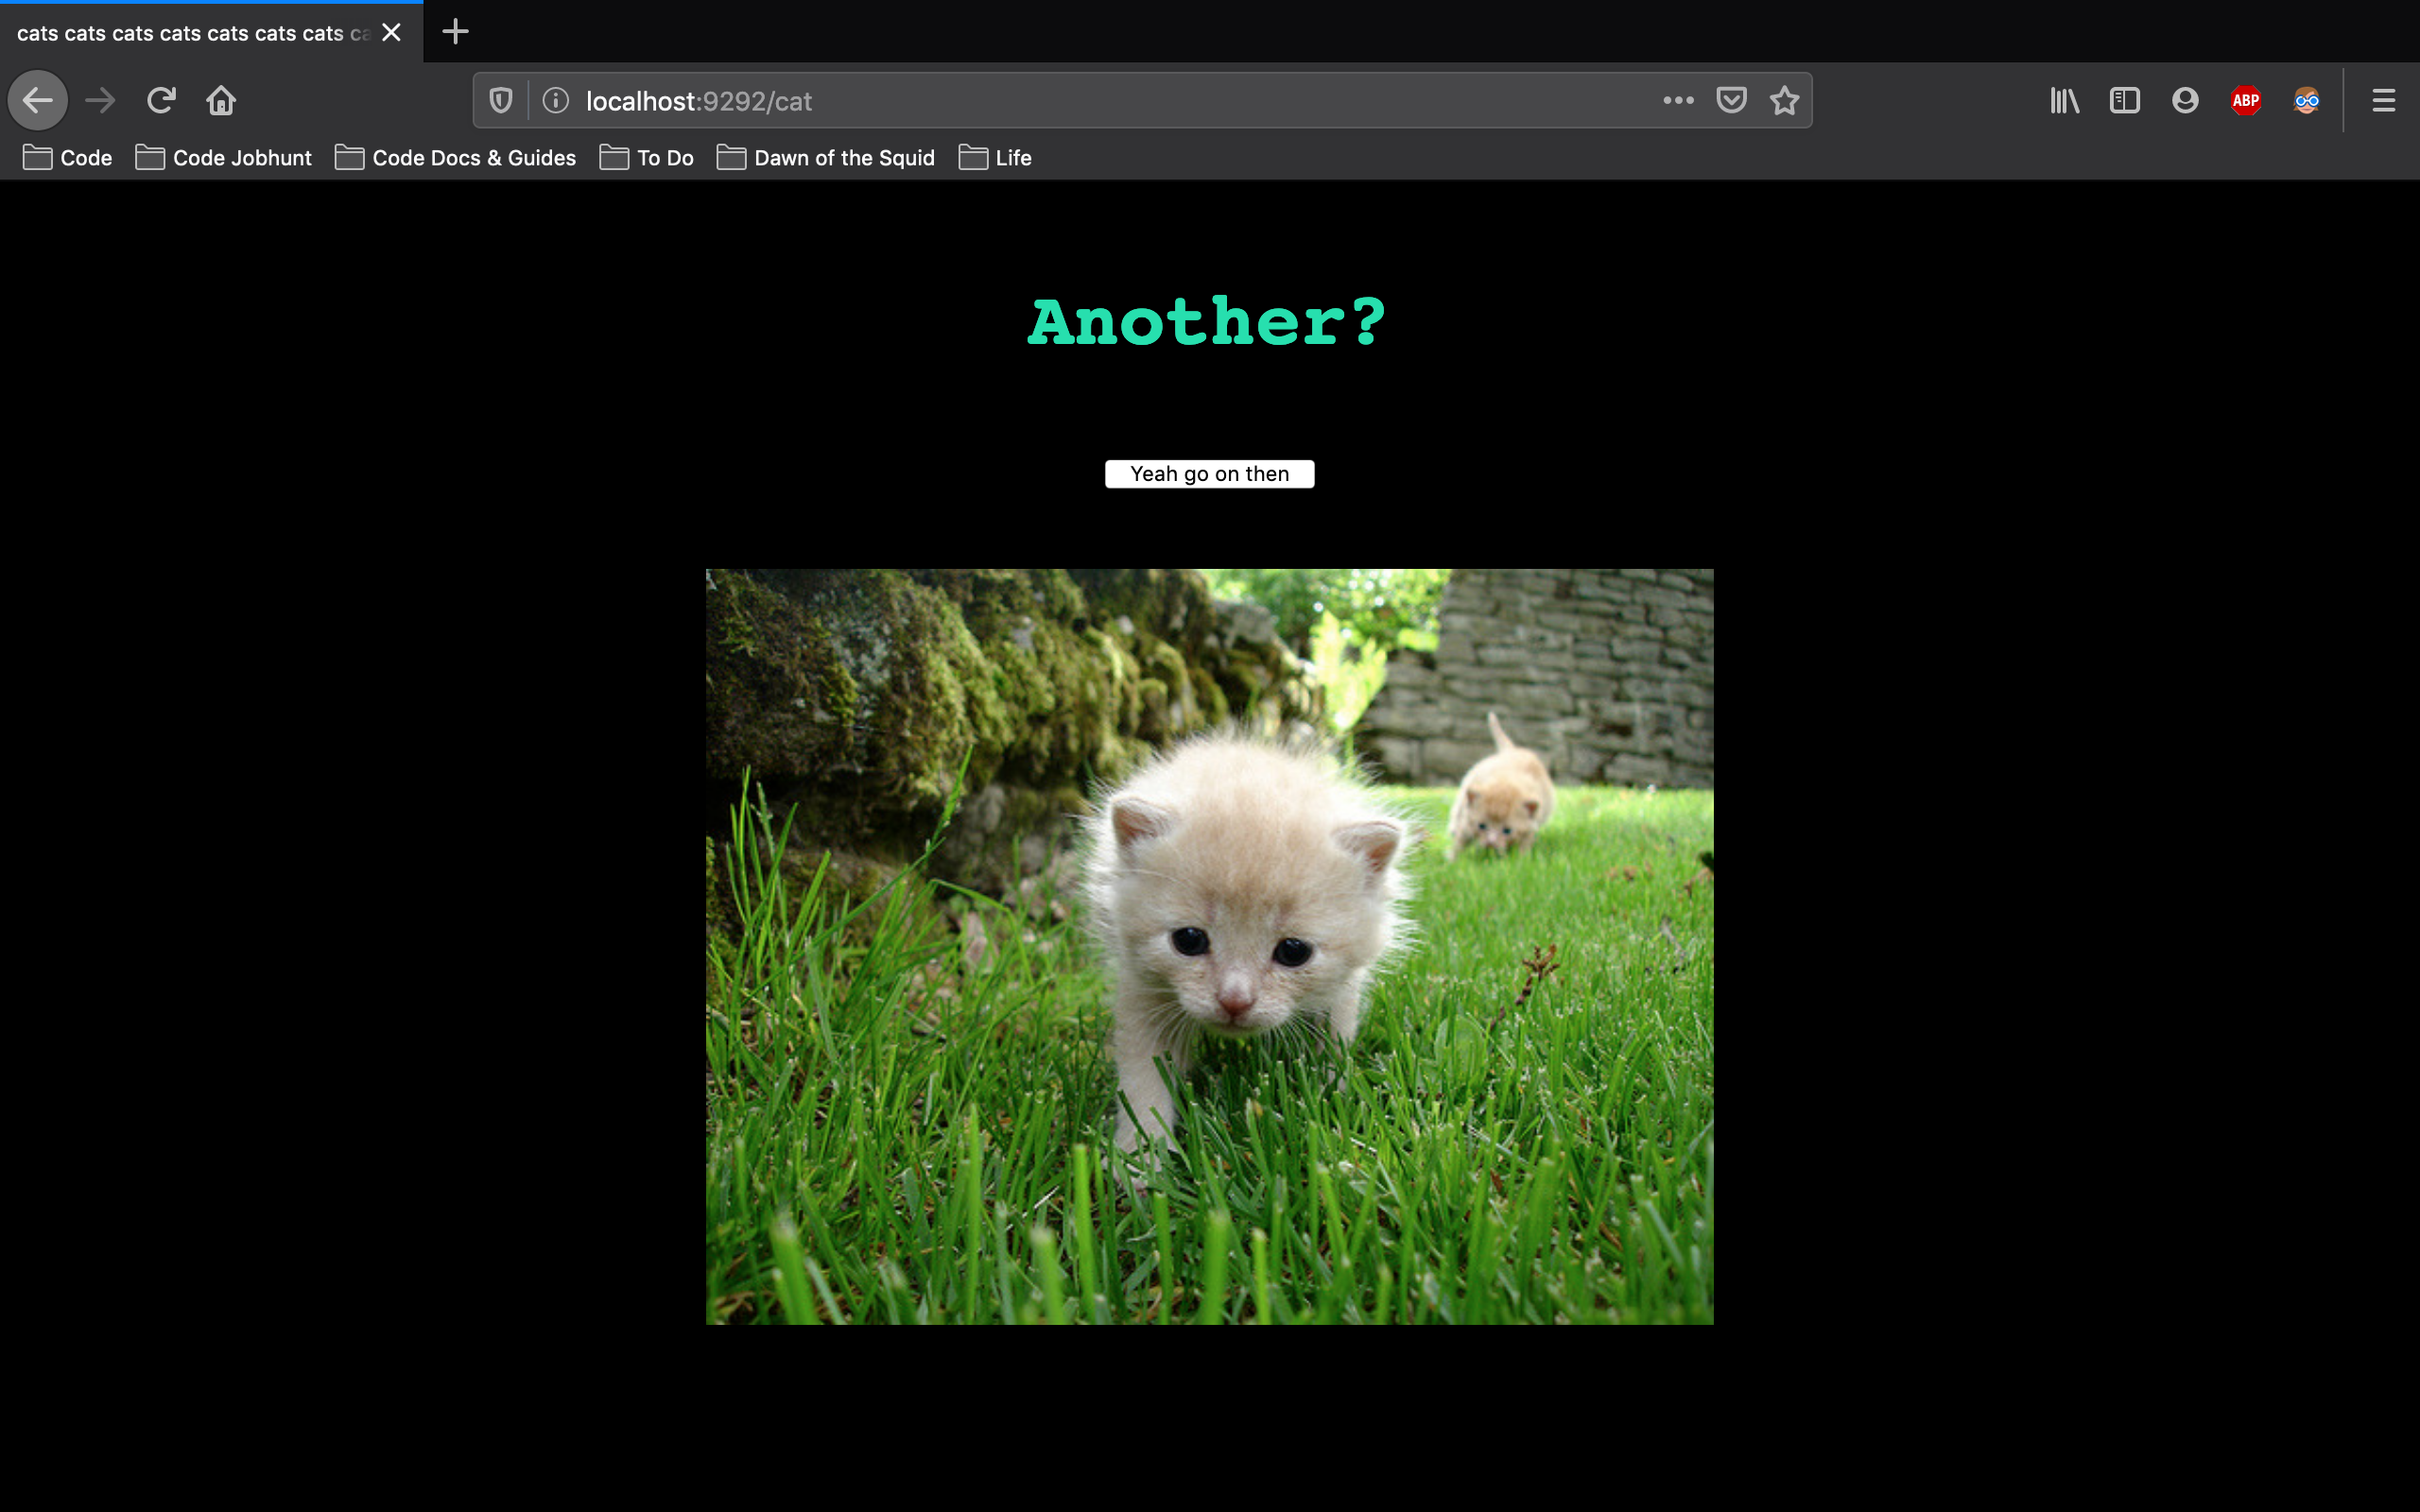 cats cats cats cats cats cats cats
localhost:9292/cat
ABP
Code
Code Jobhunt
Code Docs & Guides
To Do
Dawn of the Squid
Life
Another?
Yeah go on then